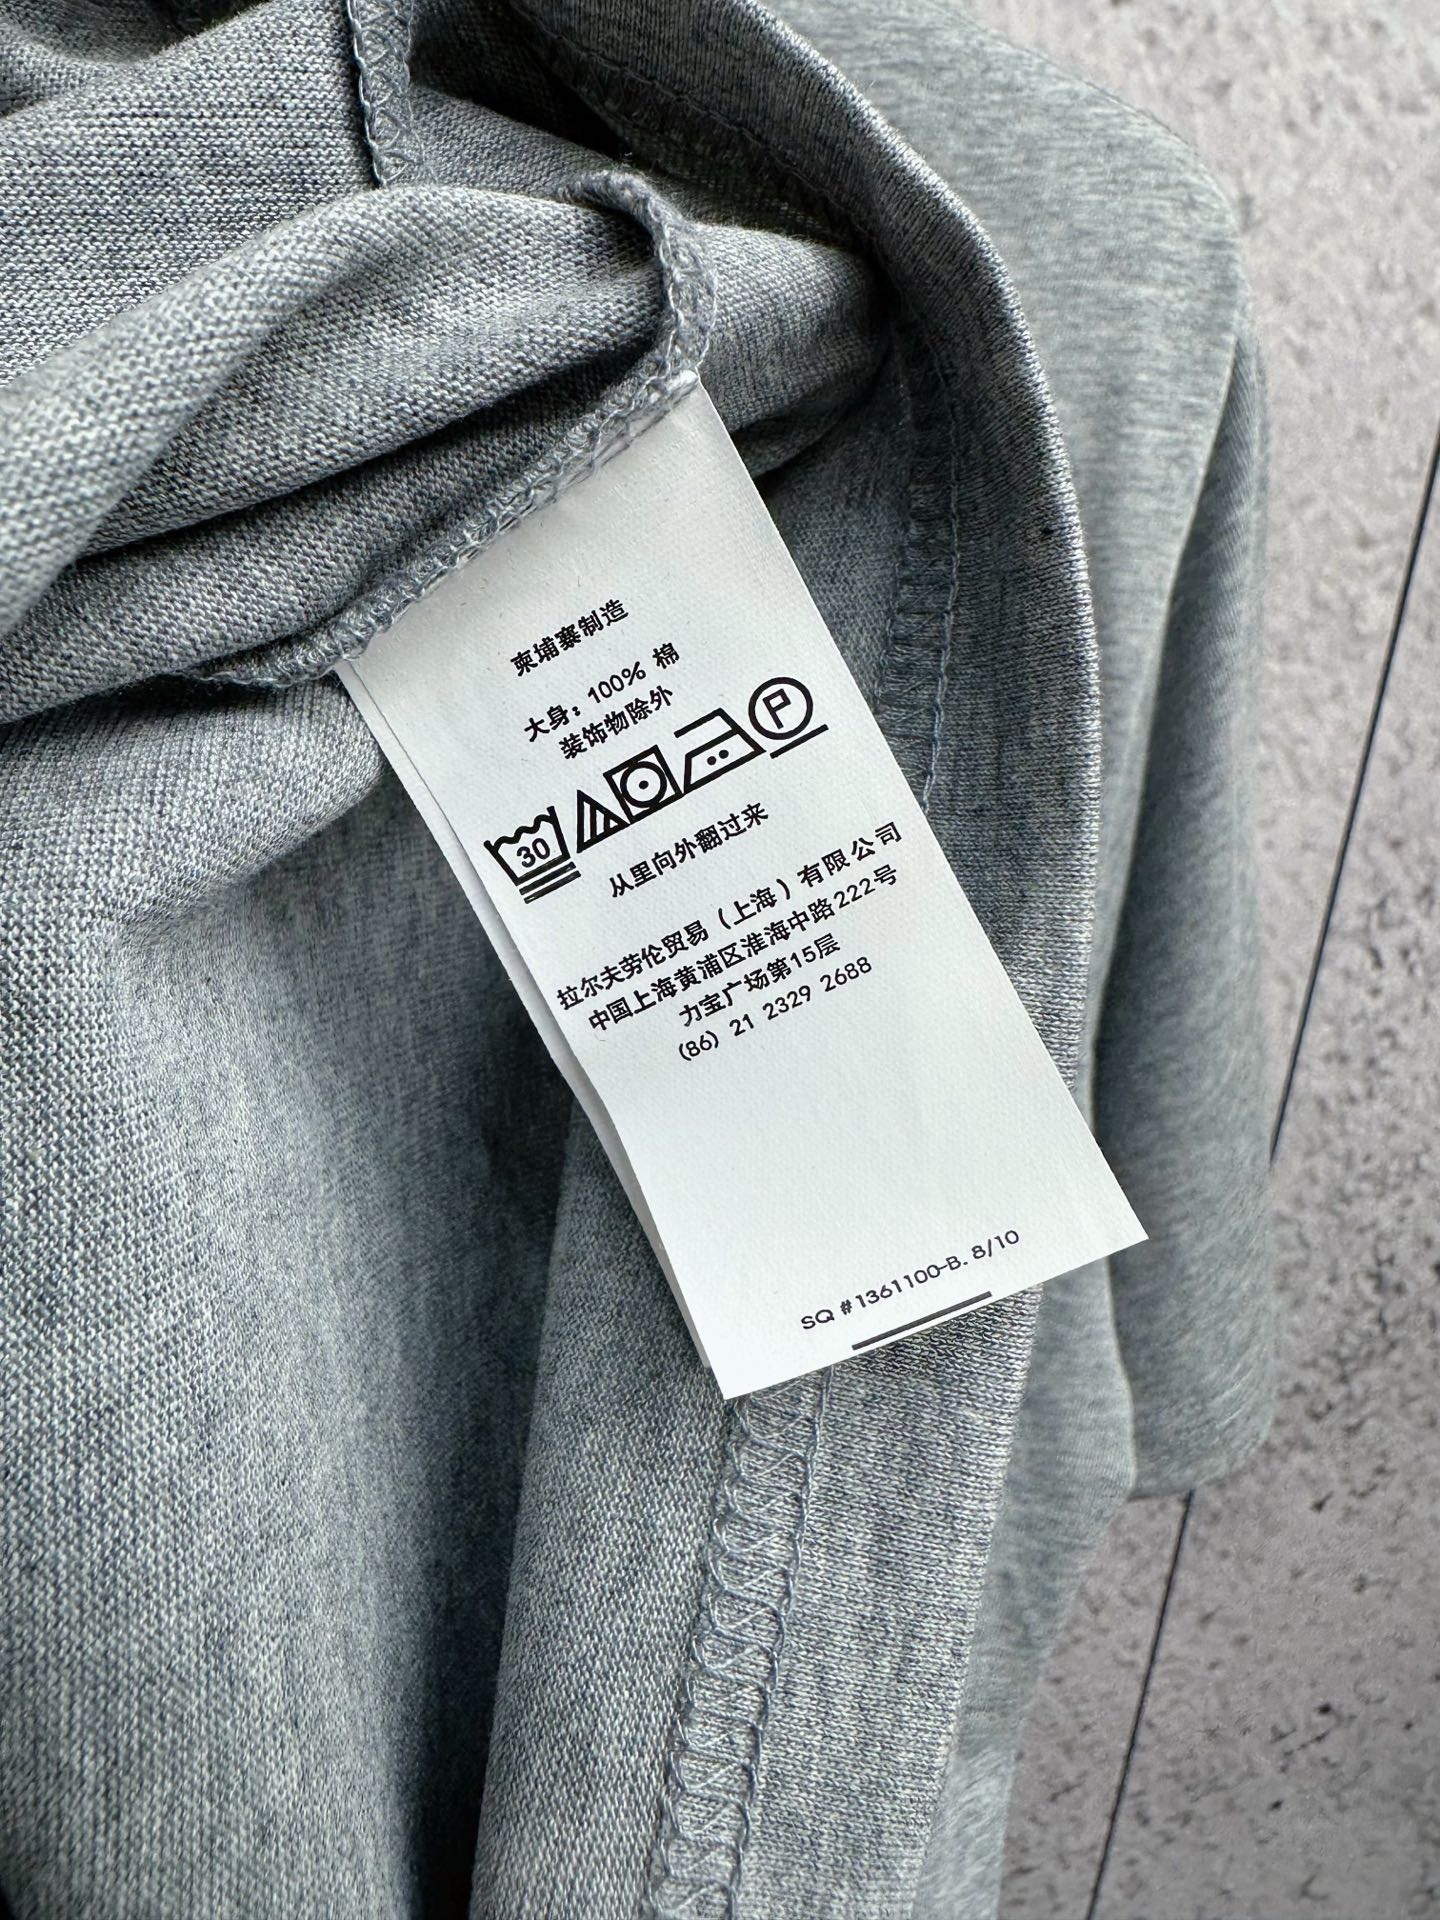 柬埔寨制造
大身：100% 棉
装饰物除外
30 P
从里向外翻过来
拉尔夫劳伦贸易（上海）有限公司
中国上海黄浦区淮海中路222号
力宝广场第15层
(86) 21 2329 2688
SQ #1361100-B. 8/10